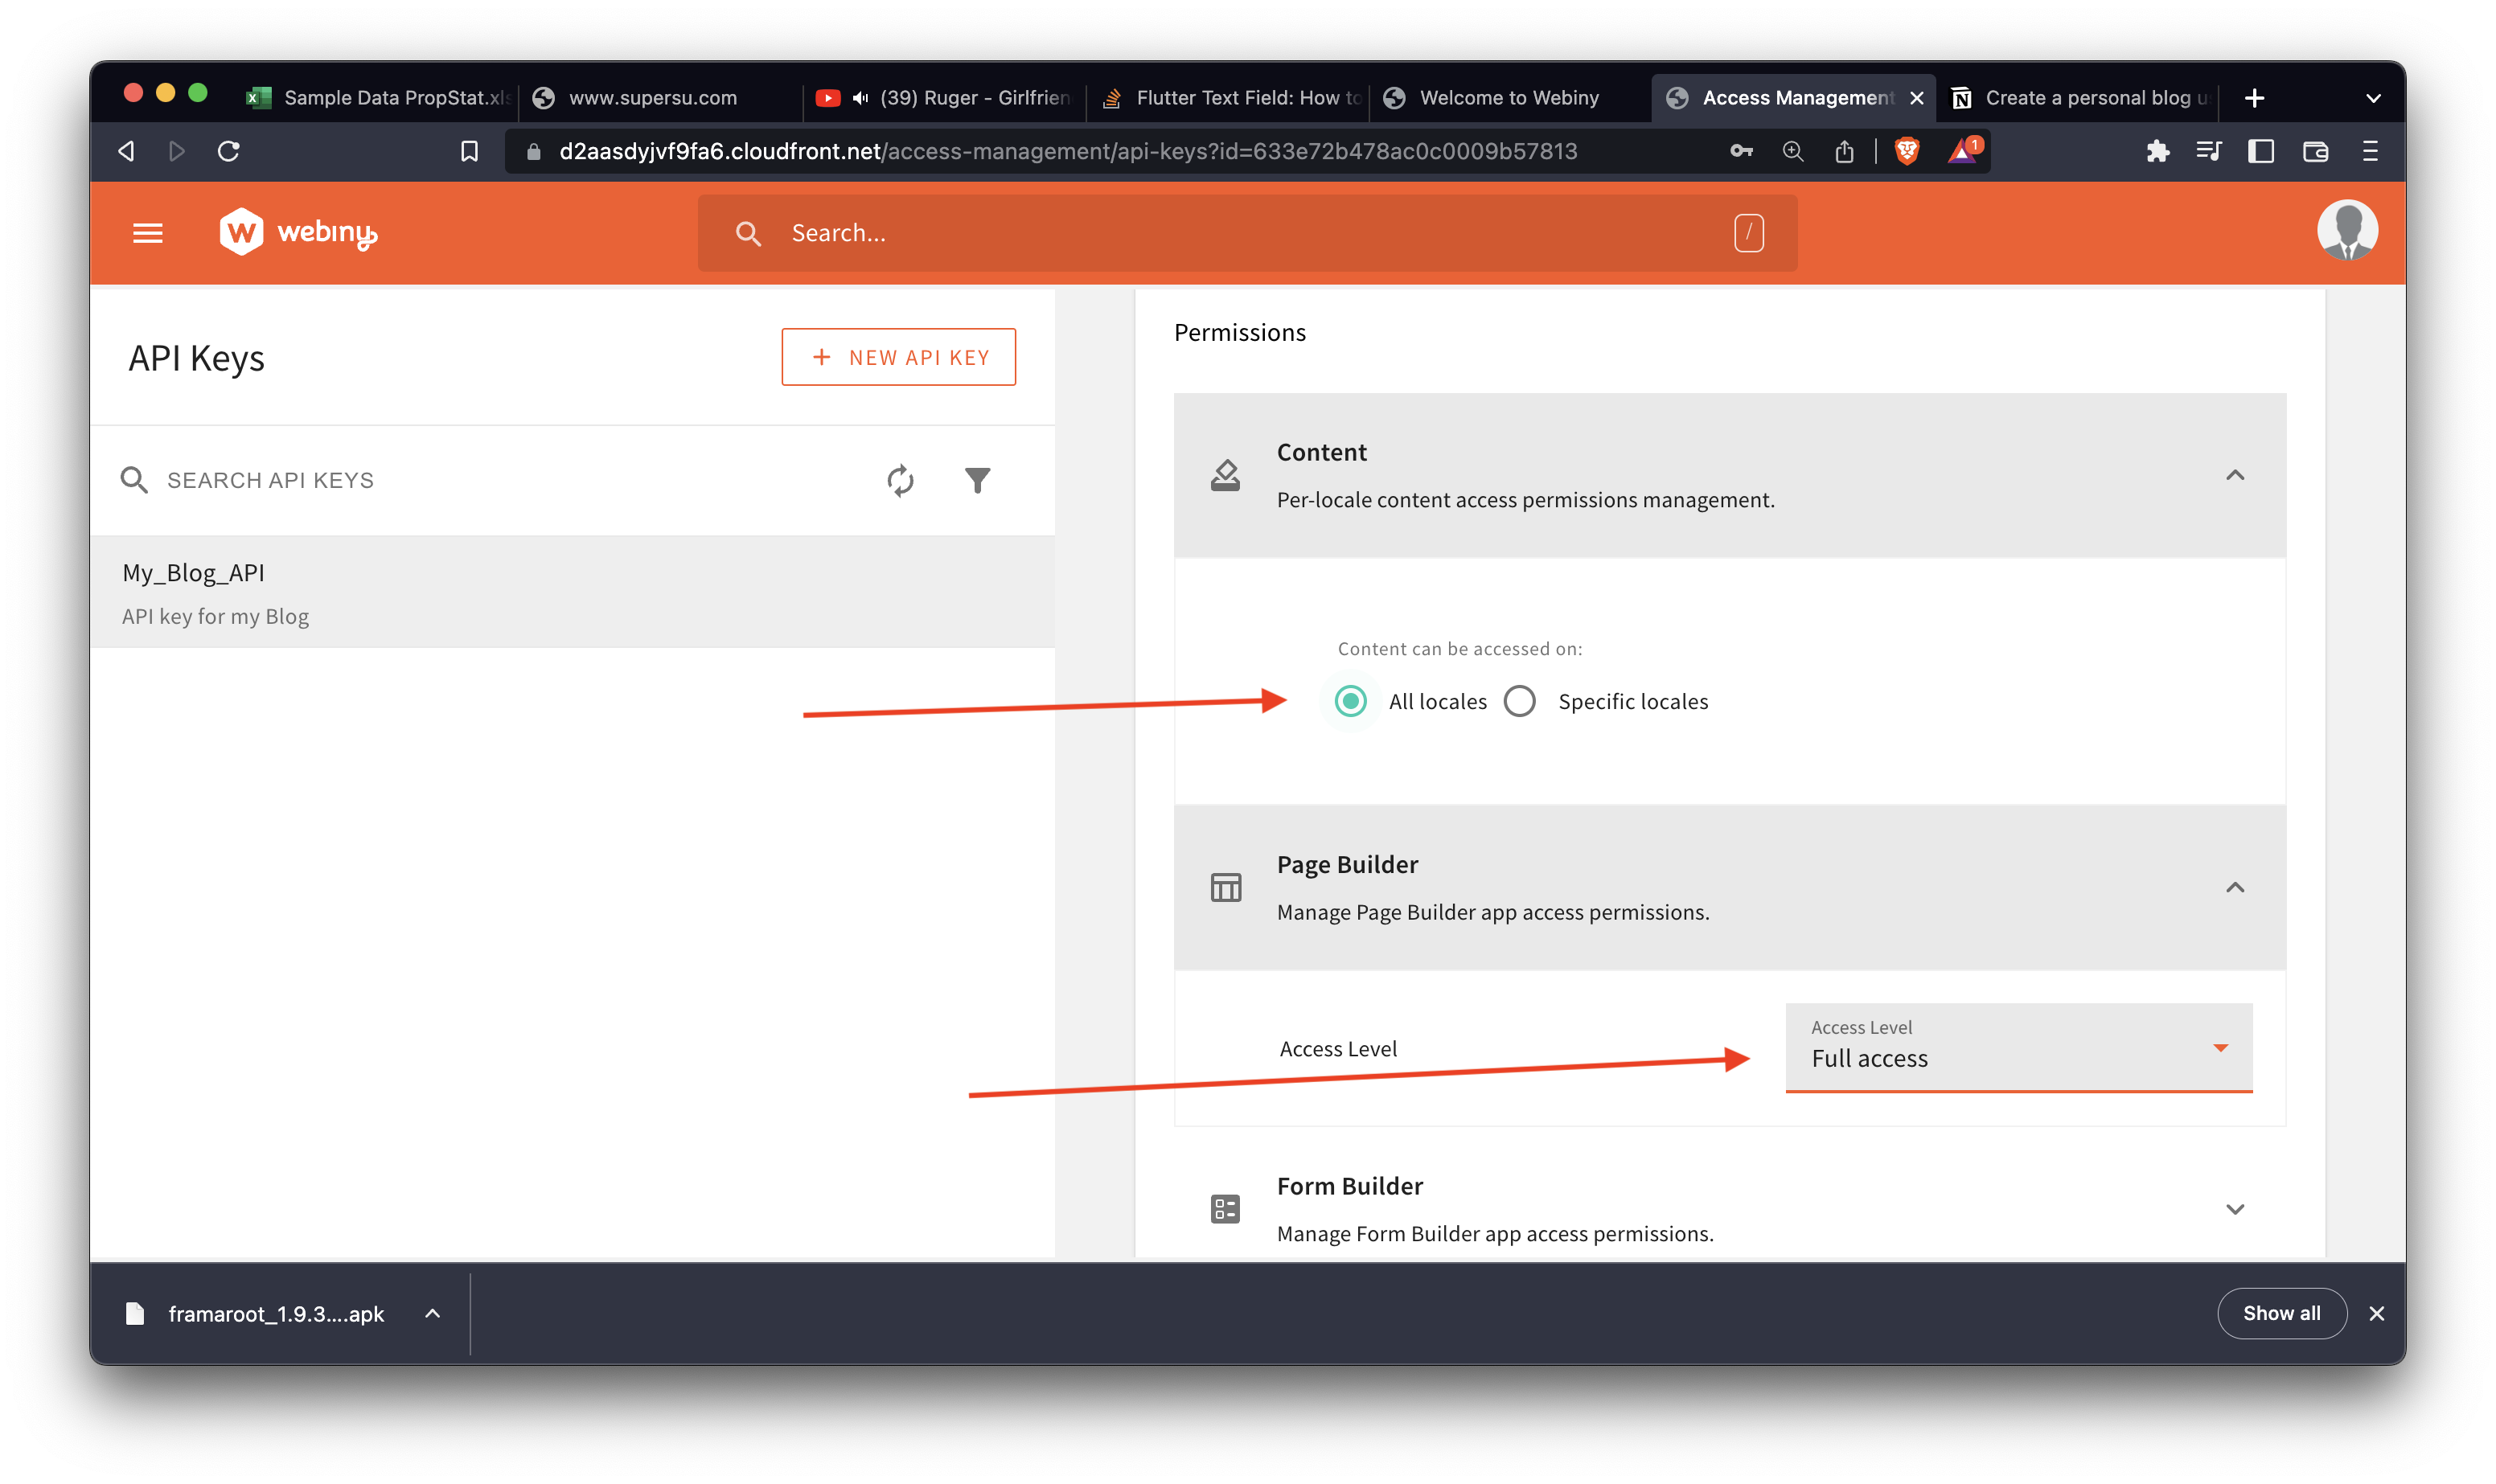 Sample Data PropStat.xls
www.supersu.com
(39) Ruger - Girlfrien
Flutter Text Field: How to
Welcome to Webiny
Access Management
Create a personal blog u
d2aasdyjvf9fa6.cloudfront.net/access-management/api-keys?id=633e72b478ac0c0009b57813
1
W webiny
Search...
/
API Keys
+ NEW API KEY
SEARCH API KEYS
My_Blog_API
API key for my Blog
Permissions
Content
Per-locale content access permissions management.
Content can be accessed on:
All locales
Specific locales
Page Builder
Manage Page Builder app access permissions.
Access Level
Access Level
Full access
Form Builder
Manage Form Builder app access permissions.
framaroot_1.9.3....apk
Show all